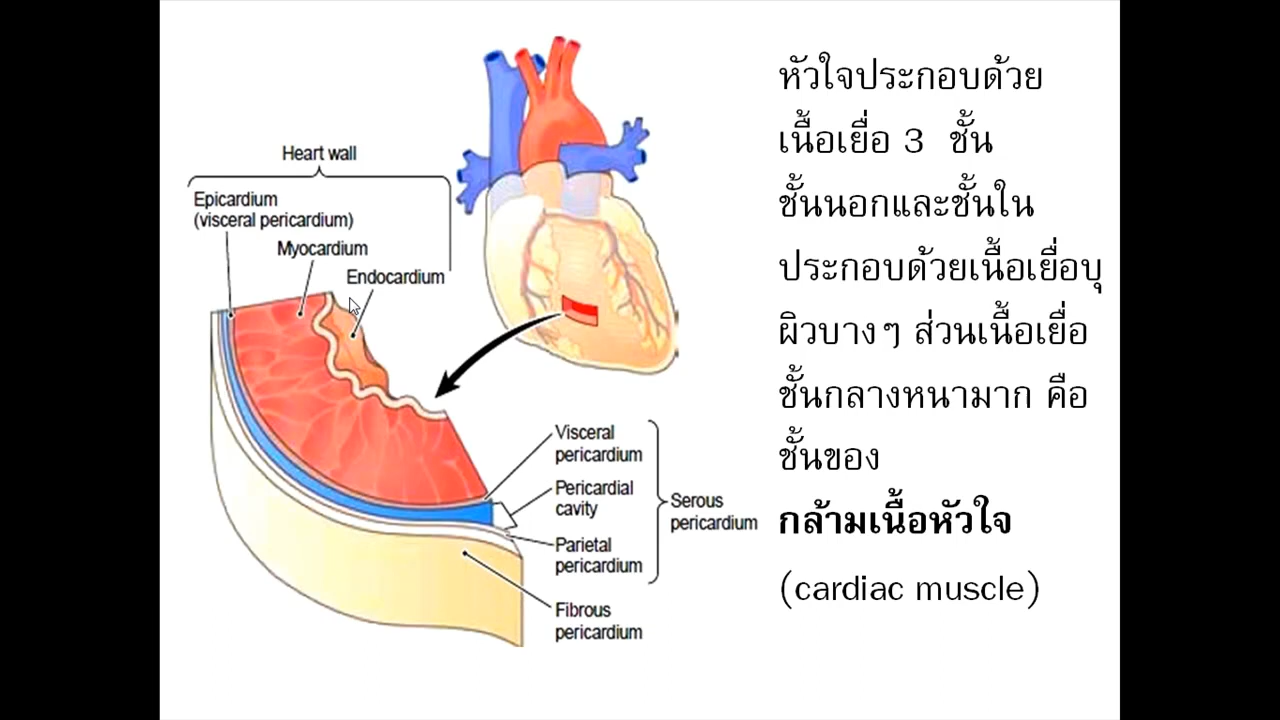 Heart wall
Epicardium
(visceral pericardium)
Myocardium
Endocardium
Visceral
pericardium
Pericardial
cavity
Serous
pericardium
Parietal
pericardium
Fibrous
pericardium
หัวใจประกอบด้วย
เนื้อเยื่อ 3 ชั้น
ชั้นนอกและชั้นใน
ประกอบด้วยเนื้อเยื่อบุ
ผิวบางๆ ส่วนเนื้อเยื่อ
ชั้นกลางหนามาก คือ
ชั้นของ
กล้ามเนื้อหัวใจ
(cardiac muscle)